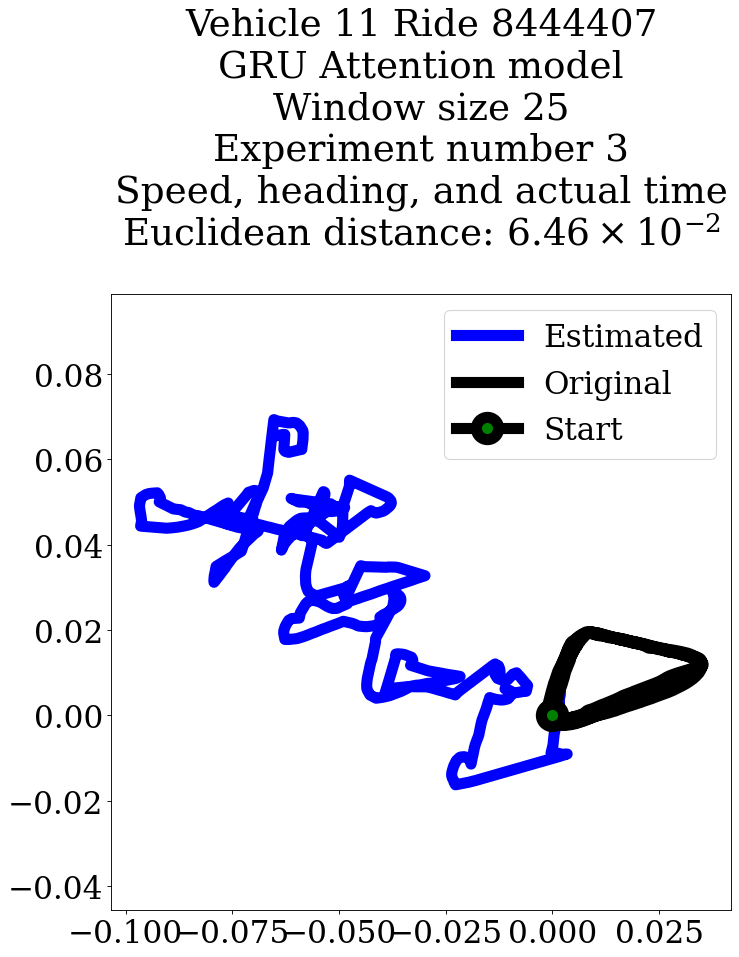 Vehicle 11 Ride 8444407
GRU Attention model
Window size 25
Experiment number 3
Speed, heading, and actual time
Euclidean distance: 6.46 × 10⁻²
Estimated
Original
Start
0.08
0.06
0.04
0.02
0.00
−0.02
−0.04
−0.100 −0.075 −0.050 −0.025 0.000 0.025